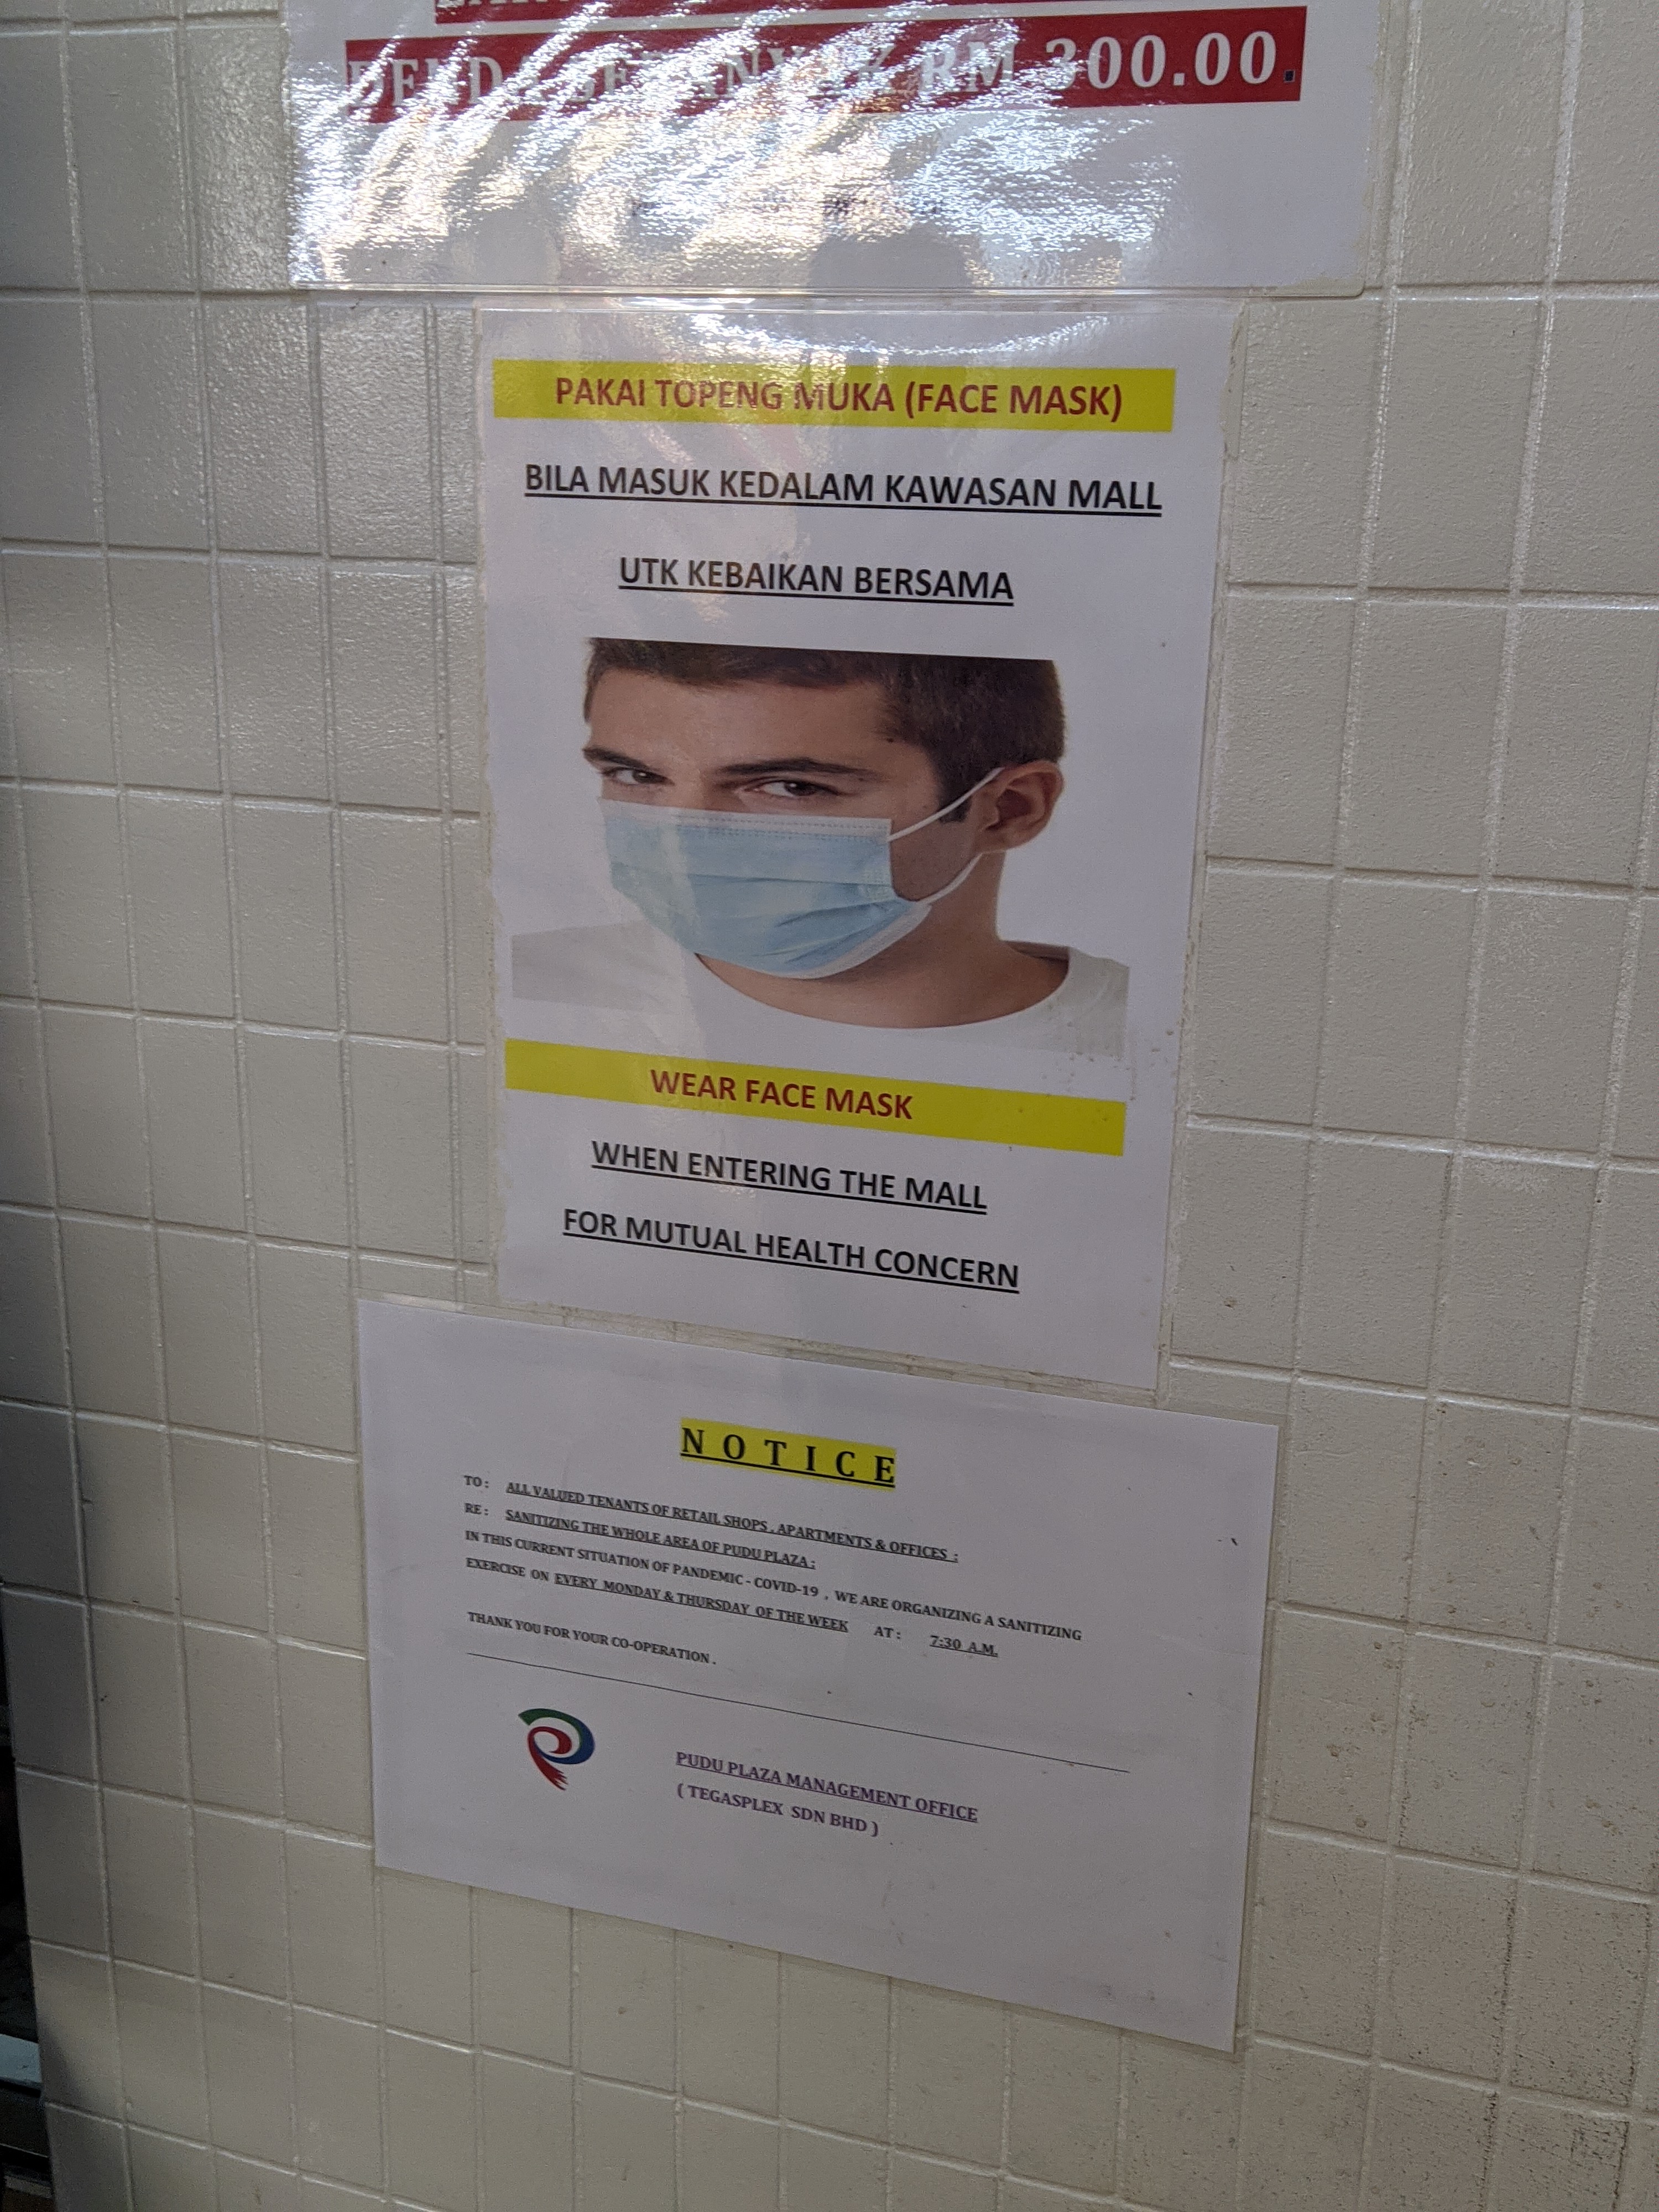 DENDA SEBANYAK RM 300.00.
PAKAI TOPENG MUKA (FACE MASK)
BILA MASUK KEDALAM KAWASAN MALL
UTK KEBAIKAN BERSAMA
WEAR FACE MASK
WHEN ENTERING THE MALL
FOR MUTUAL HEALTH CONCERN
N O T I C E
TO : ALL VALUED TENANTS OF RETAIL SHOPS , APARTMENTS & OFFICES :
RE : SANITIZING THE WHOLE AREA OF PUDU PLAZA :
IN THIS CURRENT SITUATION OF PANDEMIC - COVID-19 , WE ARE ORGANIZING A SANITIZING
EXERCISE ON EVERY MONDAY & THURSDAY OF THE WEEK AT : 7:30 A.M.
THANK YOU FOR YOUR CO-OPERATION .
PUDU PLAZA MANAGEMENT OFFICE
( TEGASPLEX SDN BHD )